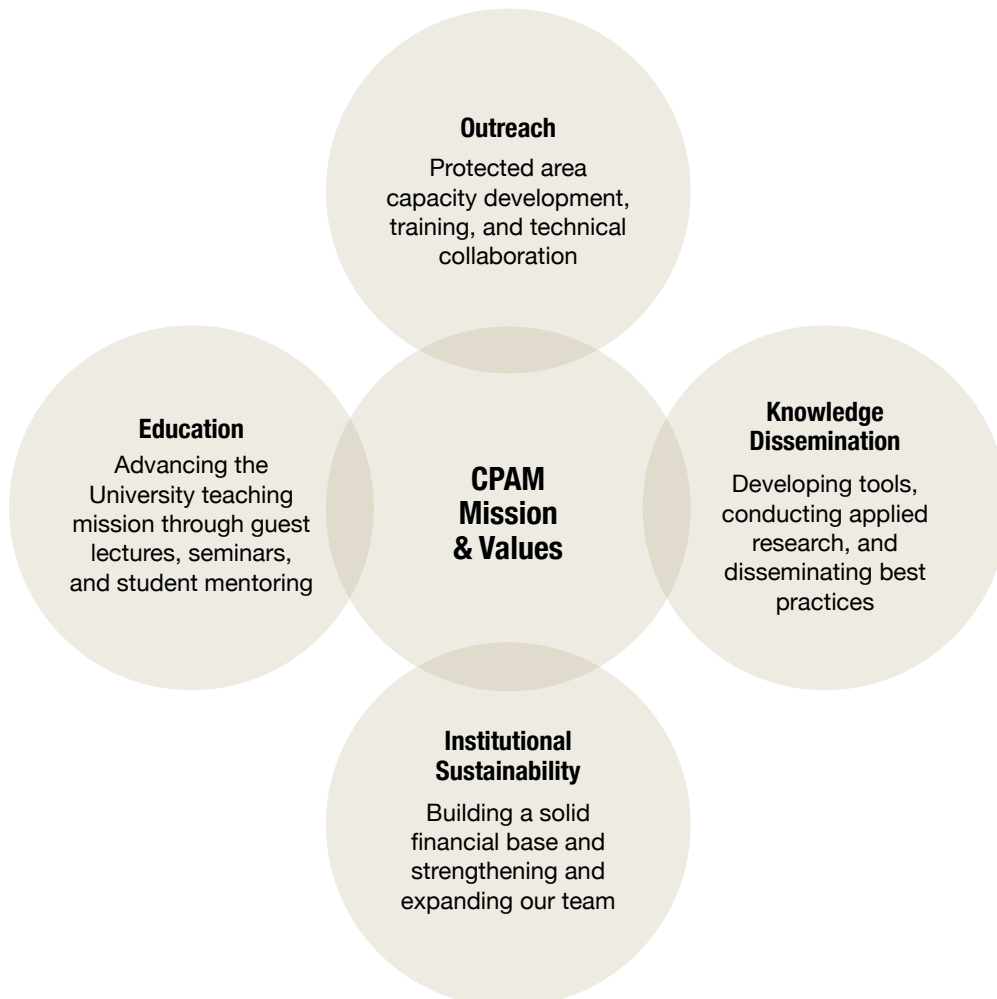 Outreach
Protected area
capacity development,
training, and technical
collaboration
Education
Advancing the
University teaching
mission through guest
lectures, seminars,
and student mentoring
CPAM
Mission
& Values
Knowledge
Dissemination
Developing tools,
conducting applied
research, and
disseminating best
practices
Institutional
Sustainability
Building a solid
financial base and
strengthening and
expanding our team